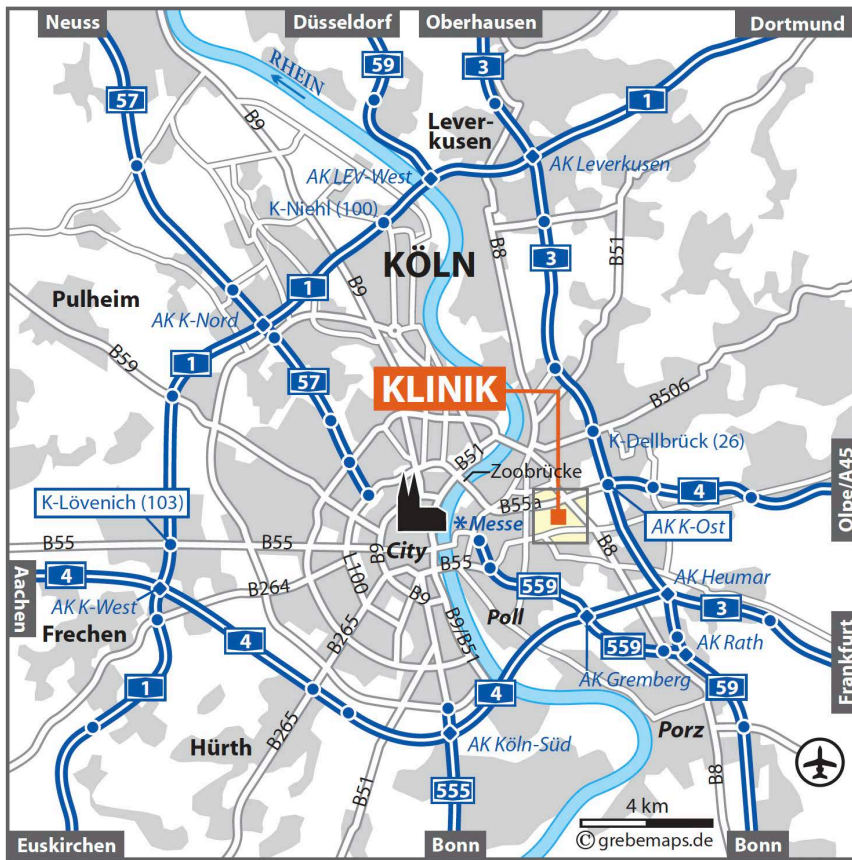 Neuss
Düsseldorf
Oberhausen
Dortmund
RHEIN
59
3
1
57
B9
Lever-
kusen
AK Leverkusen
AK LEV-West
K-Niehl (100)
KÖLN
B8
3
B51
1
B9
Pulheim
AK K-Nord
B59
1
57
KLINIK
B506
K-Dellbrück (26)
B51
Zoobrücke
4
Olpe/A45
K-Lövenich (103)
B55a
*Messe
AK K-Ost
B55
B55
City
B9
L100
B55
B8
Aachen
4
AK K-West
B264
559
AK Heumar
3
Frechen
B9
Poll
B265
B9/B51
4
559
AK Rath
Frankfurt
1
4
AK Gremberg
59
Hürth
B265
AK Köln-Süd
Porz
B51
555
B8
4 km
© grebemaps.de
Euskirchen
Bonn
Bonn